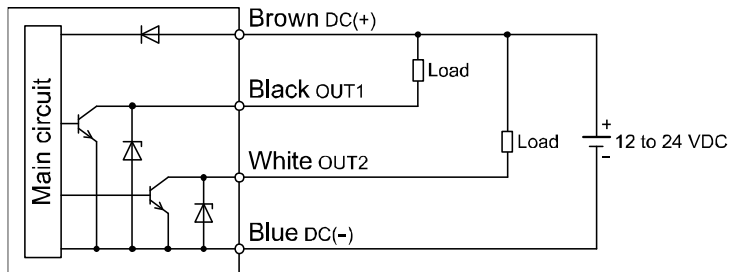 Brown DC(+)
Load
Black OUT1
Main circuit
White OUT2
Load
+
12 to 24 VDC
−
Blue DC(−)